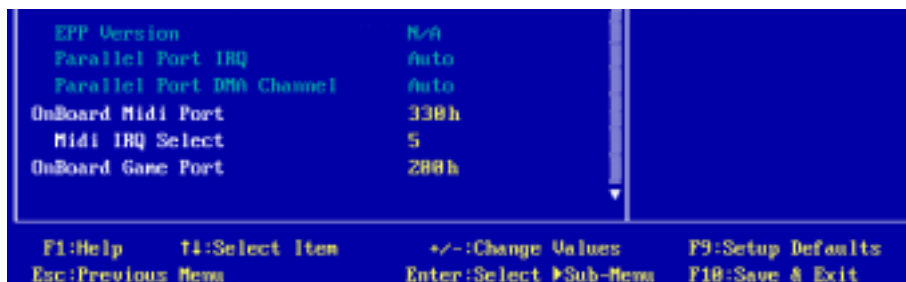 EPP Version N/A
Parallel Port IRQ Auto
Parallel Port DMA Channel Auto
OnBoard Midi Port 330h
Midi IRQ Select 5
OnBoard Game Port 200h
F1:Help ↑↓:Select Item +/-:Change Values F9:Setup Defaults
Esc:Previous Menu Enter:Select ▶Sub-Menu F10:Save & Exit